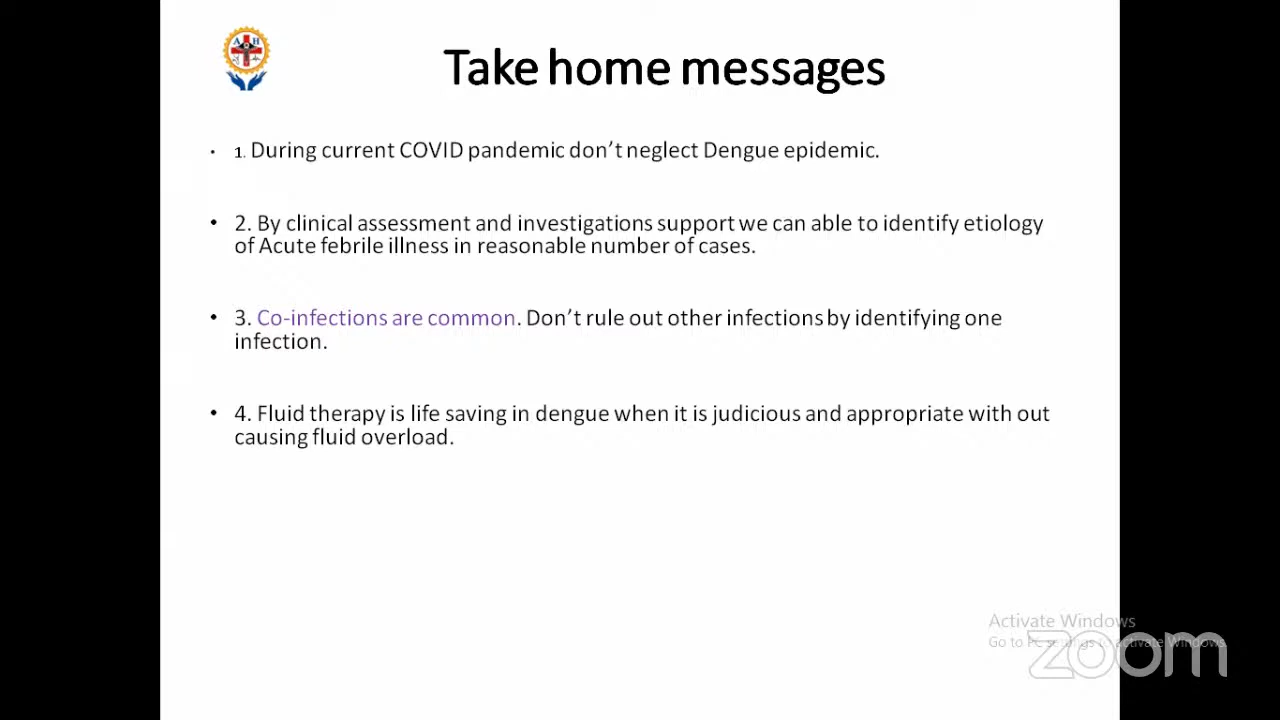 A H
Take home messages
• 1. During current COVID pandemic don’t neglect Dengue epidemic.
• 2. By clinical assessment and investigations support we can able to identify etiology
of Acute febrile illness in reasonable number of cases.
• 3. Co-infections are common. Don’t rule out other infections by identifying one
infection.
• 4. Fluid therapy is life saving in dengue when it is judicious and appropriate with out
causing fluid overload.
Activate Windows
Go to PC settings to activate Windows.
zoom